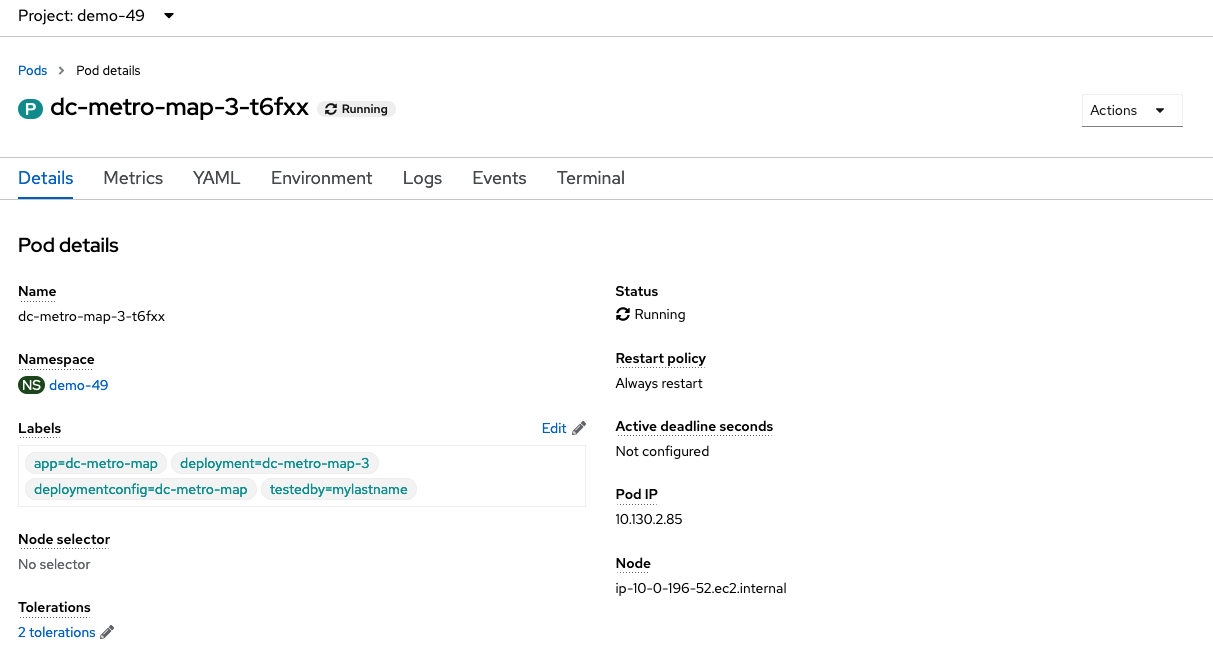 Project: demo-49
Pods > Pod details
P dc-metro-map-3-t6fxx Running
Actions
Details Metrics YAML Environment Logs Events Terminal
Pod details
Name
dc-metro-map-3-t6fxx
Namespace
NS demo-49
Labels Edit
app=dc-metro-map deployment=dc-metro-map-3
deploymentconfig=dc-metro-map testedby=mylastname
Node selector
No selector
Tolerations
2 tolerations
Status
Running
Restart policy
Always restart
Active deadline seconds
Not configured
Pod IP
10.130.2.85
Node
ip-10-0-196-52.ec2.internal